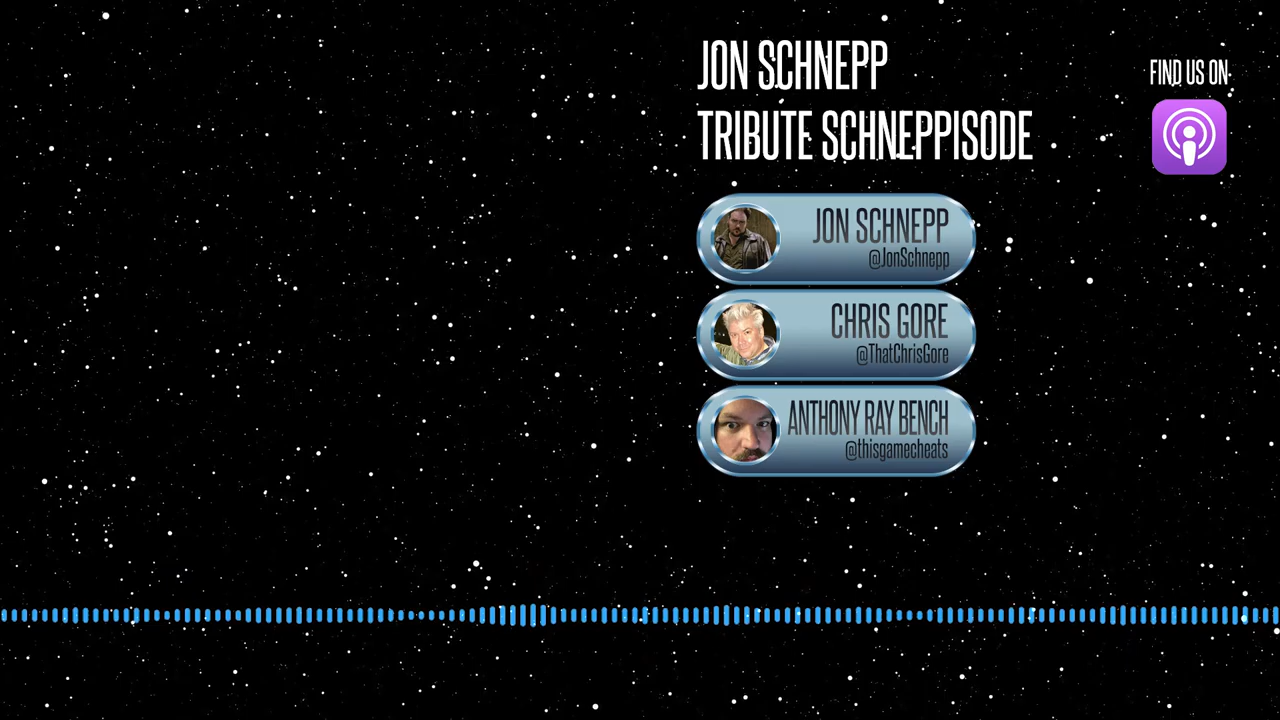 JON SCHNEPP
TRIBUTE SCHNEPPISODE
FIND US ON
JON SCHNEPP
@JonSchnepp
CHRIS GORE
@ThatChrisGore
ANTHONY RAY BENCH
@thisgamecheats